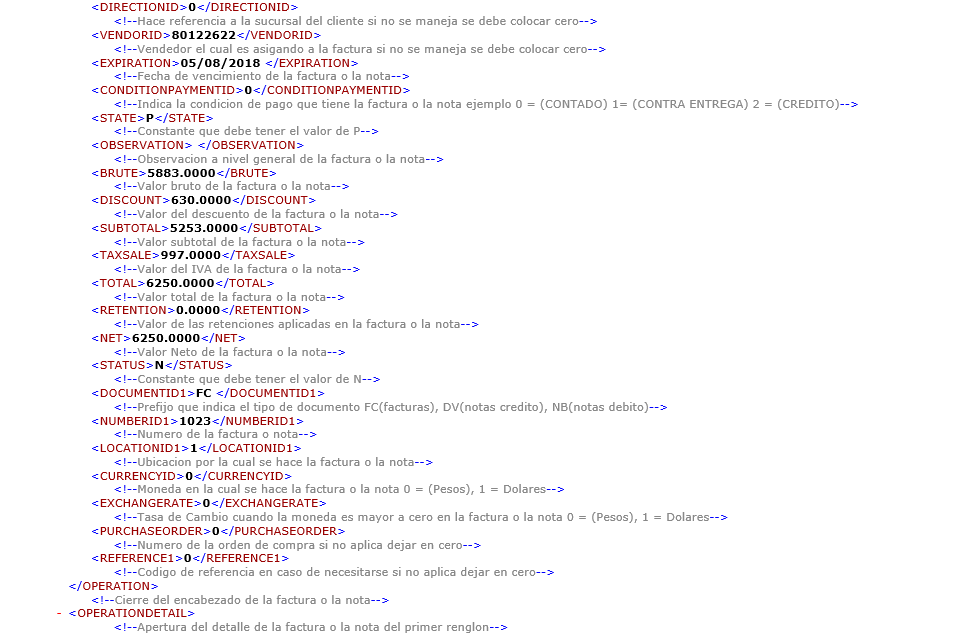 <DIRECTIONID>0</DIRECTIONID>
<!--Hace referencia a la sucursal del cliente si no se maneja se debe colocar cero-->
<VENDORID>80122622</VENDORID>
<!--Vendedor el cual es asigando a la factura si no se maneja se debe colocar cero-->
<EXPIRATION>05/08/2018 </EXPIRATION>
<!--Fecha de vencimiento de la factura o la nota-->
<CONDITIONPAYMENTID>0</CONDITIONPAYMENTID>
<!--Indica la condicion de pago que tiene la factura o la nota ejemplo 0 = (CONTADO) 1= (CONTRA ENTREGA) 2 = (CREDITO)-->
<STATE>P</STATE>
<!--Constante que debe tener el valor de P-->
<OBSERVATION> </OBSERVATION>
<!--Observacion a nivel general de la factura o la nota-->
<BRUTE>5883.0000</BRUTE>
<!--Valor bruto de la factura o la nota-->
<DISCOUNT>630.0000</DISCOUNT>
<!--Valor del descuento de la factura o la nota-->
<SUBTOTAL>5253.0000</SUBTOTAL>
<!--Valor subtotal de la factura o la nota-->
<TAXSALE>997.0000</TAXSALE>
<!--Valor del IVA de la factura o la nota-->
<TOTAL>6250.0000</TOTAL>
<!--Valor total de la factura o la nota-->
<RETENTION>0.0000</RETENTION>
<!--Valor de las retenciones aplicadas en la factura o la nota-->
<NET>6250.0000</NET>
<!--Valor Neto de la factura o la nota-->
<STATUS>N</STATUS>
<!--Constante que debe tener el valor de N-->
<DOCUMENTID1>FC </DOCUMENTID1>
<!--Prefijo que indica el tipo de documento FC(facturas), DV(notas credito), NB(notas debito)-->
<NUMBERID1>1023</NUMBERID1>
<!--Numero de la factura o nota-->
<LOCATIONID1>1</LOCATIONID1>
<!--Ubicacion por la cual se hace la factura o la nota-->
<CURRENCYID>0</CURRENCYID>
<!--Moneda en la cual se hace la factura o la nota 0 = (Pesos), 1 = Dolares-->
<EXCHANGERATE>0</EXCHANGERATE>
<!--Tasa de Cambio cuando la moneda es mayor a cero en la factura o la nota 0 = (Pesos), 1 = Dolares-->
<PURCHASEORDER>0</PURCHASEORDER>
<!--Numero de la orden de compra si no aplica dejar en cero-->
<REFERENCE1>0</REFERENCE1>
<!--Codigo de referencia en caso de necesitarse si no aplica dejar en cero-->
</OPERATION>
<!--Cierre del encabezado de la factura o la nota-->
- <OPERATIONDETAIL>
<!--Apertura del detalle de la factura o la nota del primer renglon-->